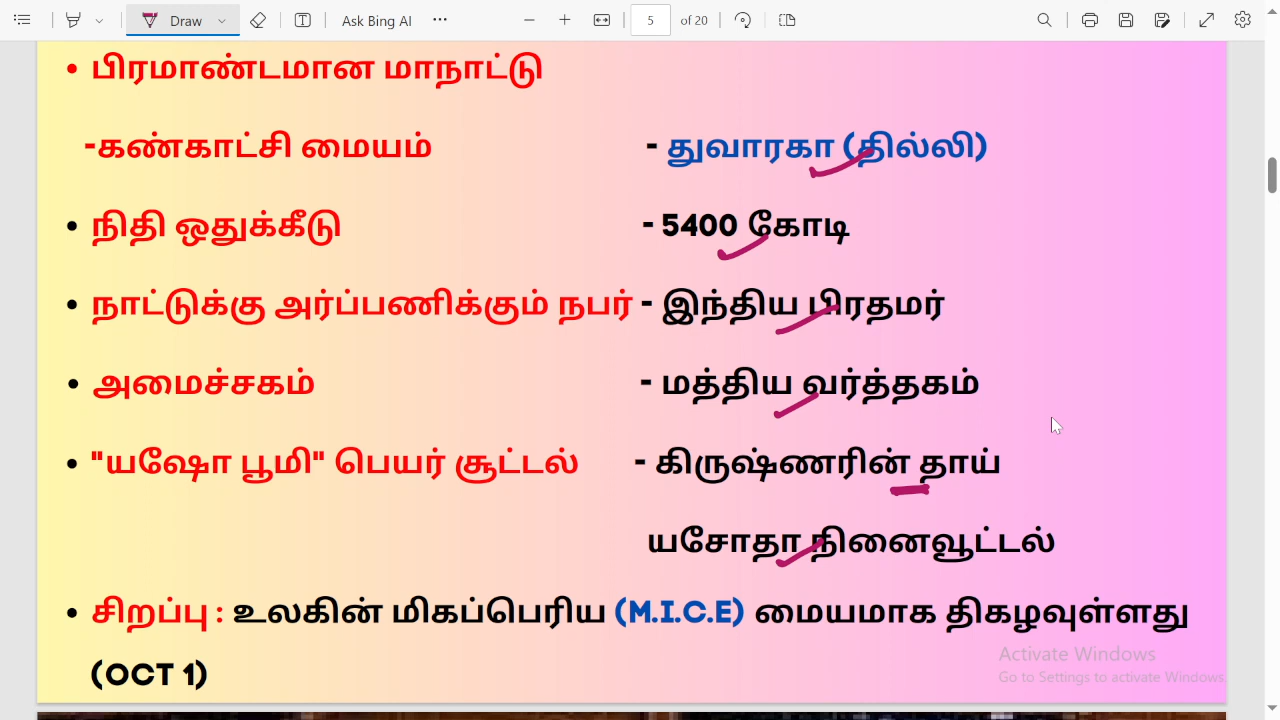 Draw Ask Bing AI 5 of 20
• பிரமாண்டமான மாநாட்டு
-கண்காட்சி மையம் - துவாரகா (தில்லி)
• நிதி ஒதுக்கீடு - 5400 கோடி
• நாட்டுக்கு அர்ப்பணிக்கும் நபர் - இந்திய பிரதமர்
• அமைச்சகம் - மத்திய வர்த்தகம்
• "யஷோ பூமி" பெயர் சூட்டல் - கிருஷ்ணரின் தாய்
யசோதா நினைவூட்டல்
• சிறப்பு : உலகின் மிகப்பெரிய (M.I.C.E) மையமாக திகழவுள்ளது
(OCT 1)
Activate Windows
Go to Settings to activate Windows